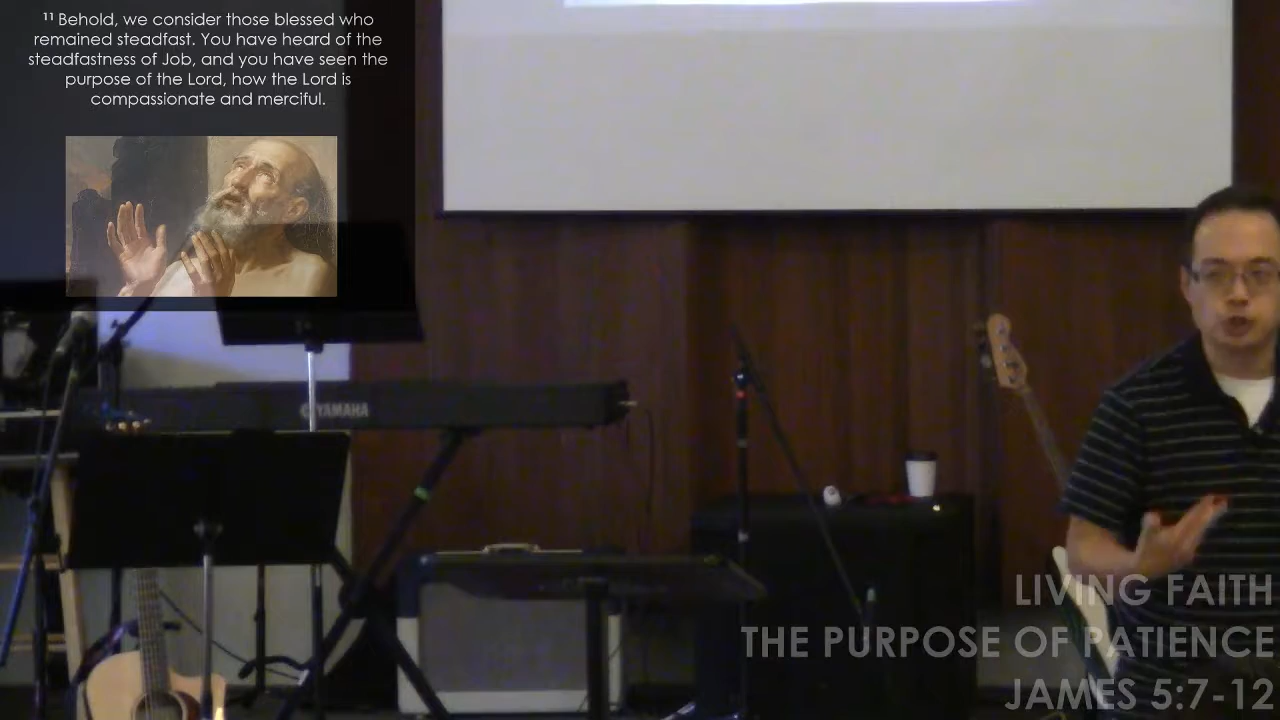 11 Behold, we consider those blessed who
remained steadfast. You have heard of the
steadfastness of Job, and you have seen the
purpose of the Lord, how the Lord is
compassionate and merciful.
YAMAHA
LIVING FAITH
THE PURPOSE OF PATIENCE
JAMES 5:7-12